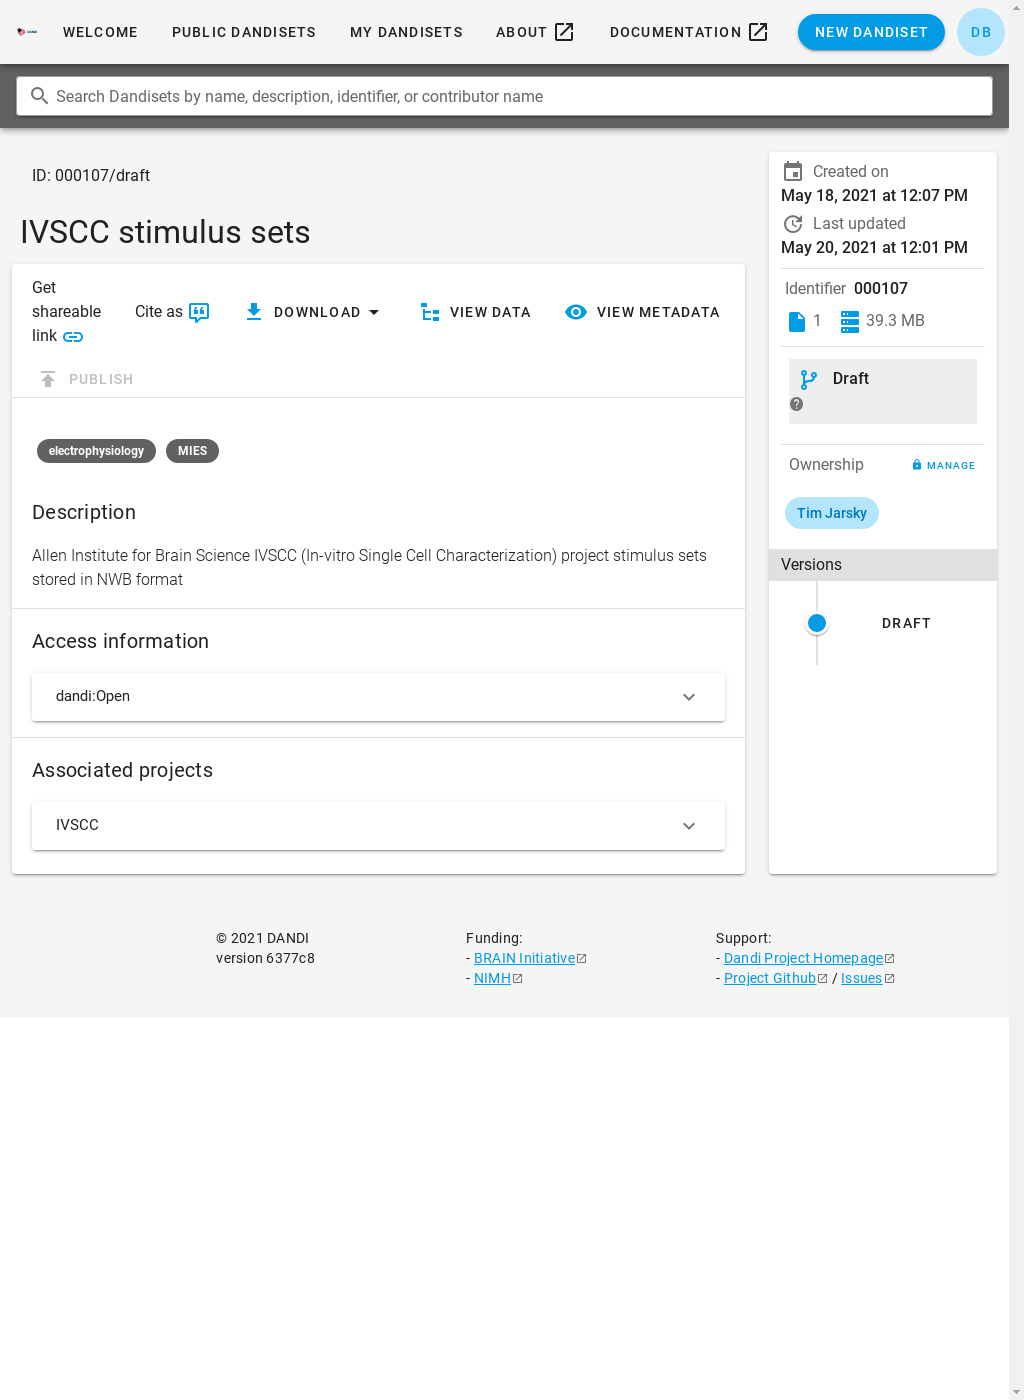 WELCOME PUBLIC DANDISETS MY DANDISETS ABOUT DOCUMENTATION NEW DANDISET DB
Search Dandisets by name, description, identifier, or contributor name
ID: 000107/draft
IVSCC stimulus sets
Get
shareable
link
Cite as
DOWNLOAD
VIEW DATA
VIEW METADATA
PUBLISH
electrophysiology MIES
Description
Allen Institute for Brain Science IVSCC (In-vitro Single Cell Characterization) project stimulus sets
stored in NWB format
Access information
dandi:Open
Associated projects
IVSCC
Created on
May 18, 2021 at 12:07 PM
Last updated
May 20, 2021 at 12:01 PM
Identifier 000107
1 39.3 MB
Draft
Ownership MANAGE
Tim Jarsky
Versions
DRAFT
© 2021 DANDI
version 6377c8
Funding:
- BRAIN Initiative
- NIMH
Support:
- Dandi Project Homepage
- Project Github / Issues